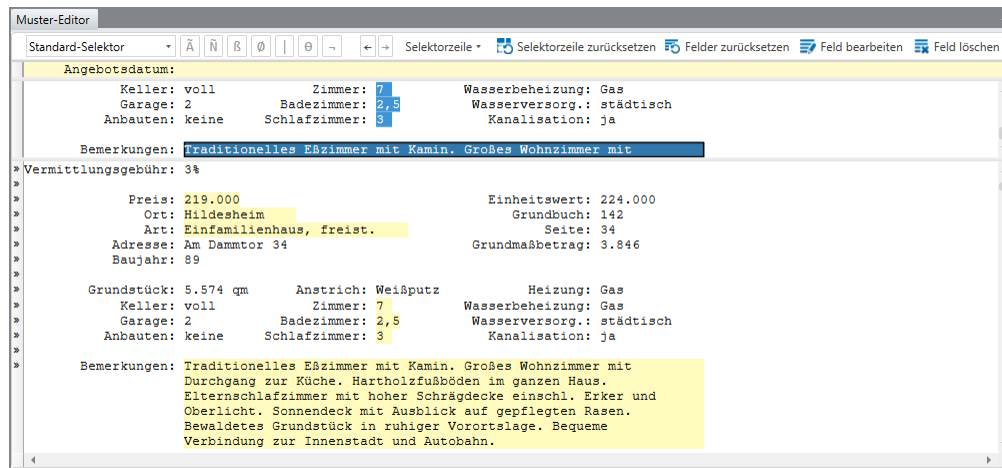 Muster-Editor
Standard-Selektor Ã Ñ ß Ø | θ ¬ ← → Selektorzeile Selektorzeile zurücksetzen Felder zurücksetzen Feld bearbeiten Feld löschen
Angebotsdatum:
Keller: voll Zimmer: 7 Wasserbeheizung: Gas
Garage: 2 Badezimmer: 2,5 Wasserversorg.: städtisch
Anbauten: keine Schlafzimmer: 3 Kanalisation: ja
Bemerkungen: Traditionelles Eßzimmer mit Kamin. Großes Wohnzimmer mit
» Vermittlungsgebühr: 3%
»
» Preis: 219.000 Einheitswert: 224.000
» Ort: Hildesheim Grundbuch: 142
» Art: Einfamilienhaus, freist. Seite: 34
» Adresse: Am Dammtor 34 Grundmaßbetrag: 3.846
» Baujahr: 89
»
» Grundstück: 5.574 qm Anstrich: Weißputz Heizung: Gas
» Keller: voll Zimmer: 7 Wasserbeheizung: Gas
» Garage: 2 Badezimmer: 2,5 Wasserversorg.: städtisch
» Anbauten: keine Schlafzimmer: 3 Kanalisation: ja
»
» Bemerkungen: Traditionelles Eßzimmer mit Kamin. Großes Wohnzimmer mit
Durchgang zur Küche. Hartholzfußböden im ganzen Haus.
Elternschlafzimmer mit hoher Schrägdecke einschl. Erker und
Oberlicht. Sonnendeck mit Ausblick auf gepflegten Rasen.
Bewaldetes Grundstück in ruhiger Vorortslage. Bequeme
Verbindung zur Innenstadt und Autobahn.